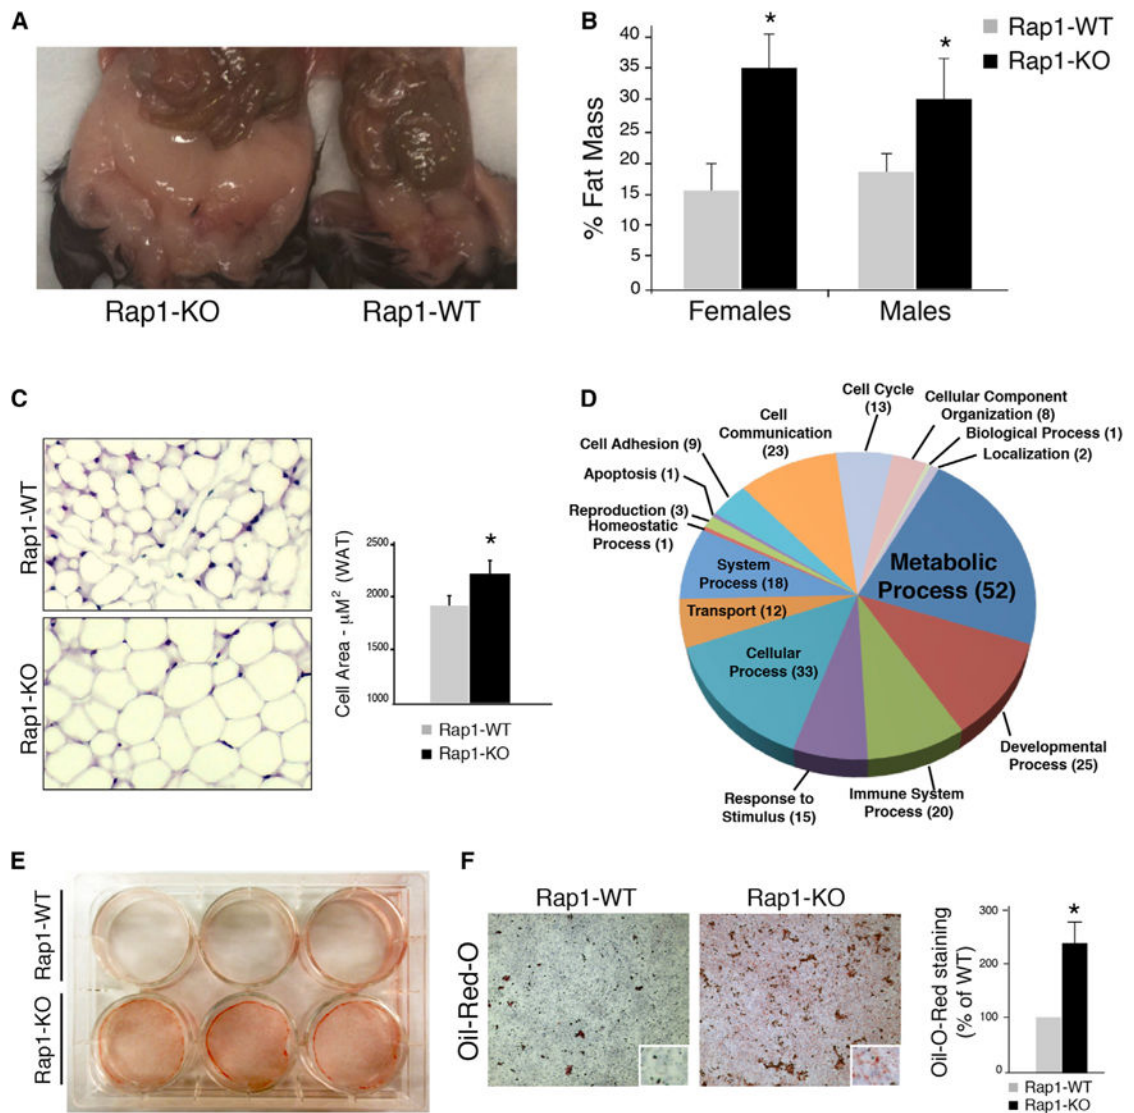 A
Rap1-KO
Rap1-WT
B
Rap1-WT
Rap1-KO
% Fat Mass
40
35
30
25
20
15
10
5
0
*
*
Females
Males
C
Rap1-WT
Rap1-KO
Cell Area - μM² (WAT)
2500
2000
1500
1000
*
Rap1-WT
Rap1-KO
D
Cell Cycle
(13)
Cellular Component
Organization (8)
Biological Process (1)
Localization (2)
Cell
Communication
(23)
Cell Adhesion (9)
Apoptosis (1)
Reproduction (3)
Homeostatic
Process (1)
System
Process (18)
Transport (12)
Cellular
Process (33)
Metabolic
Process (52)
Developmental
Process (25)
Immune System
Process (20)
Response to
Stimulus (15)
E
Rap1-WT
Rap1-KO
F
Rap1-WT
Rap1-KO
Oil-Red-O
Oil-O-Red staining
(% of WT)
300
200
100
0
*
Rap1-WT
Rap1-KO